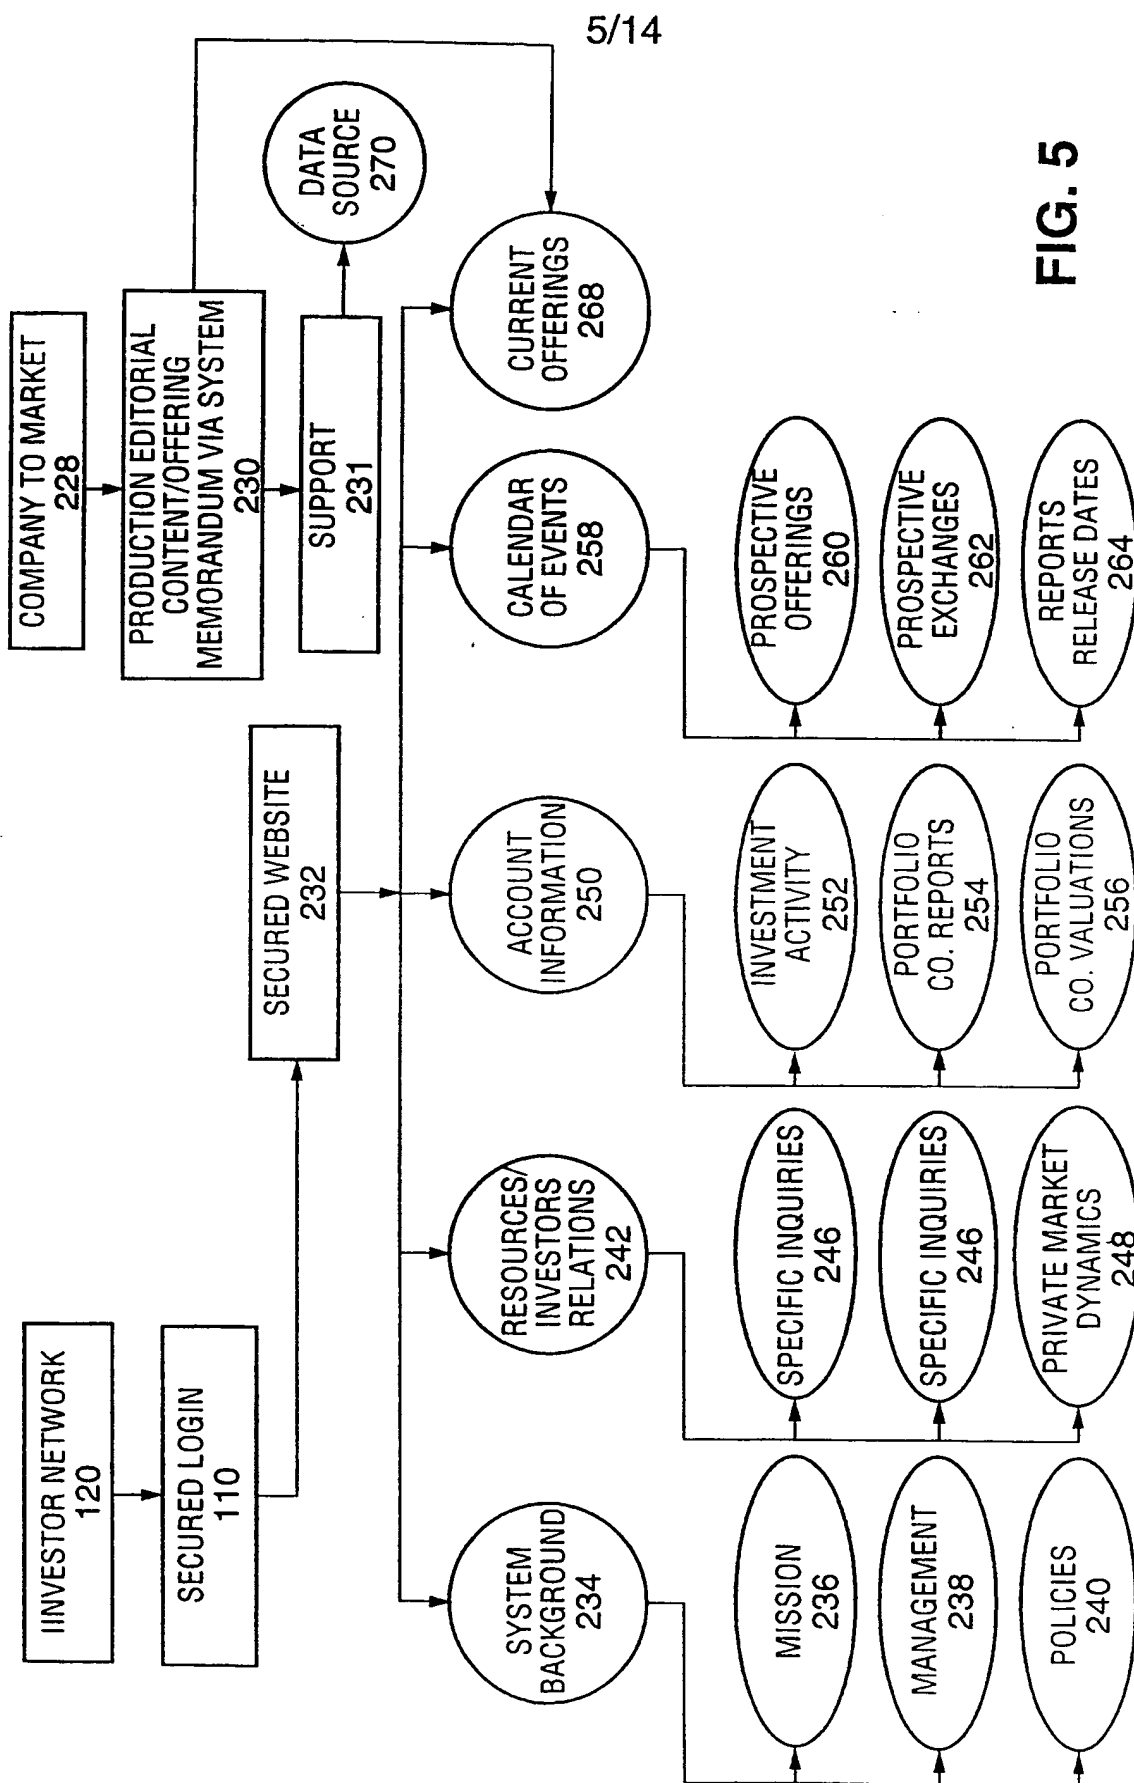 5/14
IINVESTOR NETWORK
120
SECURED LOGIN
110
SECURED WEBSITE
232
COMPANY TO MARKET
228
PRODUCTION EDITORIAL
CONTENT/OFFERING
MEMORANDUM VIA SYSTEM
230
SUPPORT
231
DATA
SOURCE
270
SYSTEM
BACKGROUND
234
RESOURCES/
INVESTORS
RELATIONS
242
ACCOUNT
INFORMATION
250
CALENDAR
OF EVENTS
258
CURRENT
OFFERINGS
268
MISSION
236
SPECIFIC INQUIRIES
246
INVESTMENT
ACTIVITY
252
PROSPECTIVE
OFFERINGS
260
MANAGEMENT
238
SPECIFIC INQUIRIES
246
PORTFOLIO
CO. REPORTS
254
PROSPECTIVE
EXCHANGES
262
POLICIES
240
PRIVATE MARKET
DYNAMICS
248
PORTFOLIO
CO. VALUATIONS
256
REPORTS
RELEASE DATES
264
FIG. 5